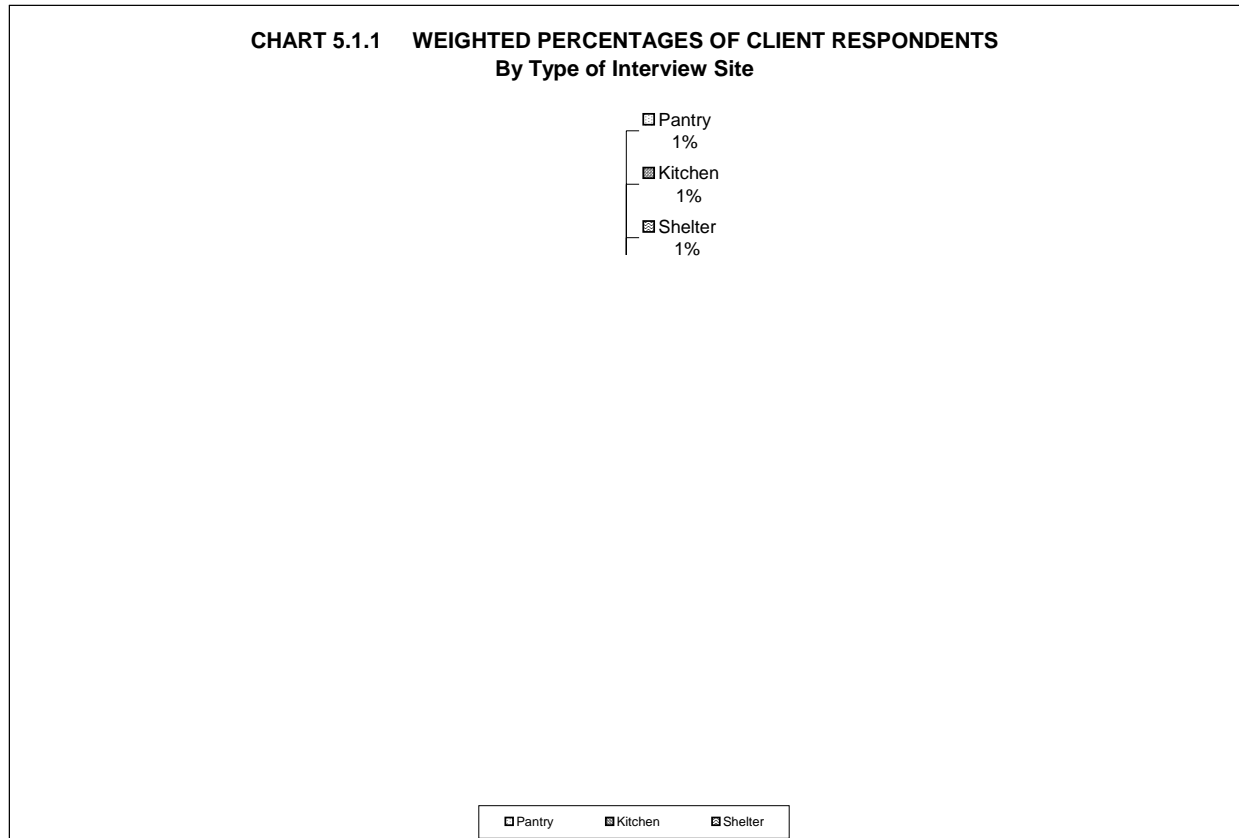 CHART 5.1.1 WEIGHTED PERCENTAGES OF CLIENT RESPONDENTS
By Type of Interview Site
Pantry
1%
Kitchen
1%
Shelter
1%
Pantry Kitchen Shelter